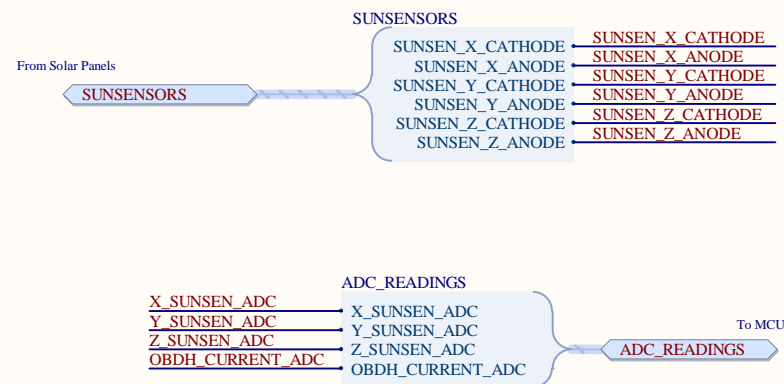 SUNSENSORS
From Solar Panels
SUNSENSORS
SUNSEN_X_CATHODE SUNSEN_X_CATHODE
SUNSEN_X_ANODE SUNSEN_X_ANODE
SUNSEN_Y_CATHODE SUNSEN_Y_CATHODE
SUNSEN_Y_ANODE SUNSEN_Y_ANODE
SUNSEN_Z_CATHODE SUNSEN_Z_CATHODE
SUNSEN_Z_ANODE SUNSEN_Z_ANODE
ADC_READINGS
X_SUNSEN_ADC X_SUNSEN_ADC
Y_SUNSEN_ADC Y_SUNSEN_ADC
Z_SUNSEN_ADC Z_SUNSEN_ADC
OBDH_CURRENT_ADC OBDH_CURRENT_ADC
To MCU
ADC_READINGS